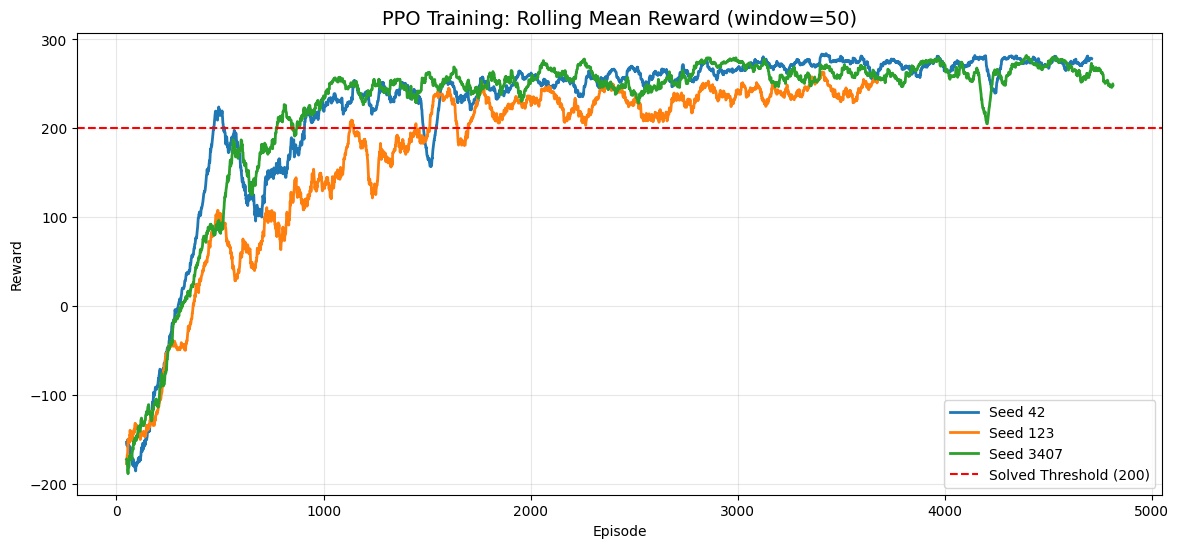 PPO Training: Rolling Mean Reward (window=50)
300
200
100
0
−100
−200
Reward
0
1000
2000
3000
4000
5000
Episode
Seed 42
Seed 123
Seed 3407
Solved Threshold (200)